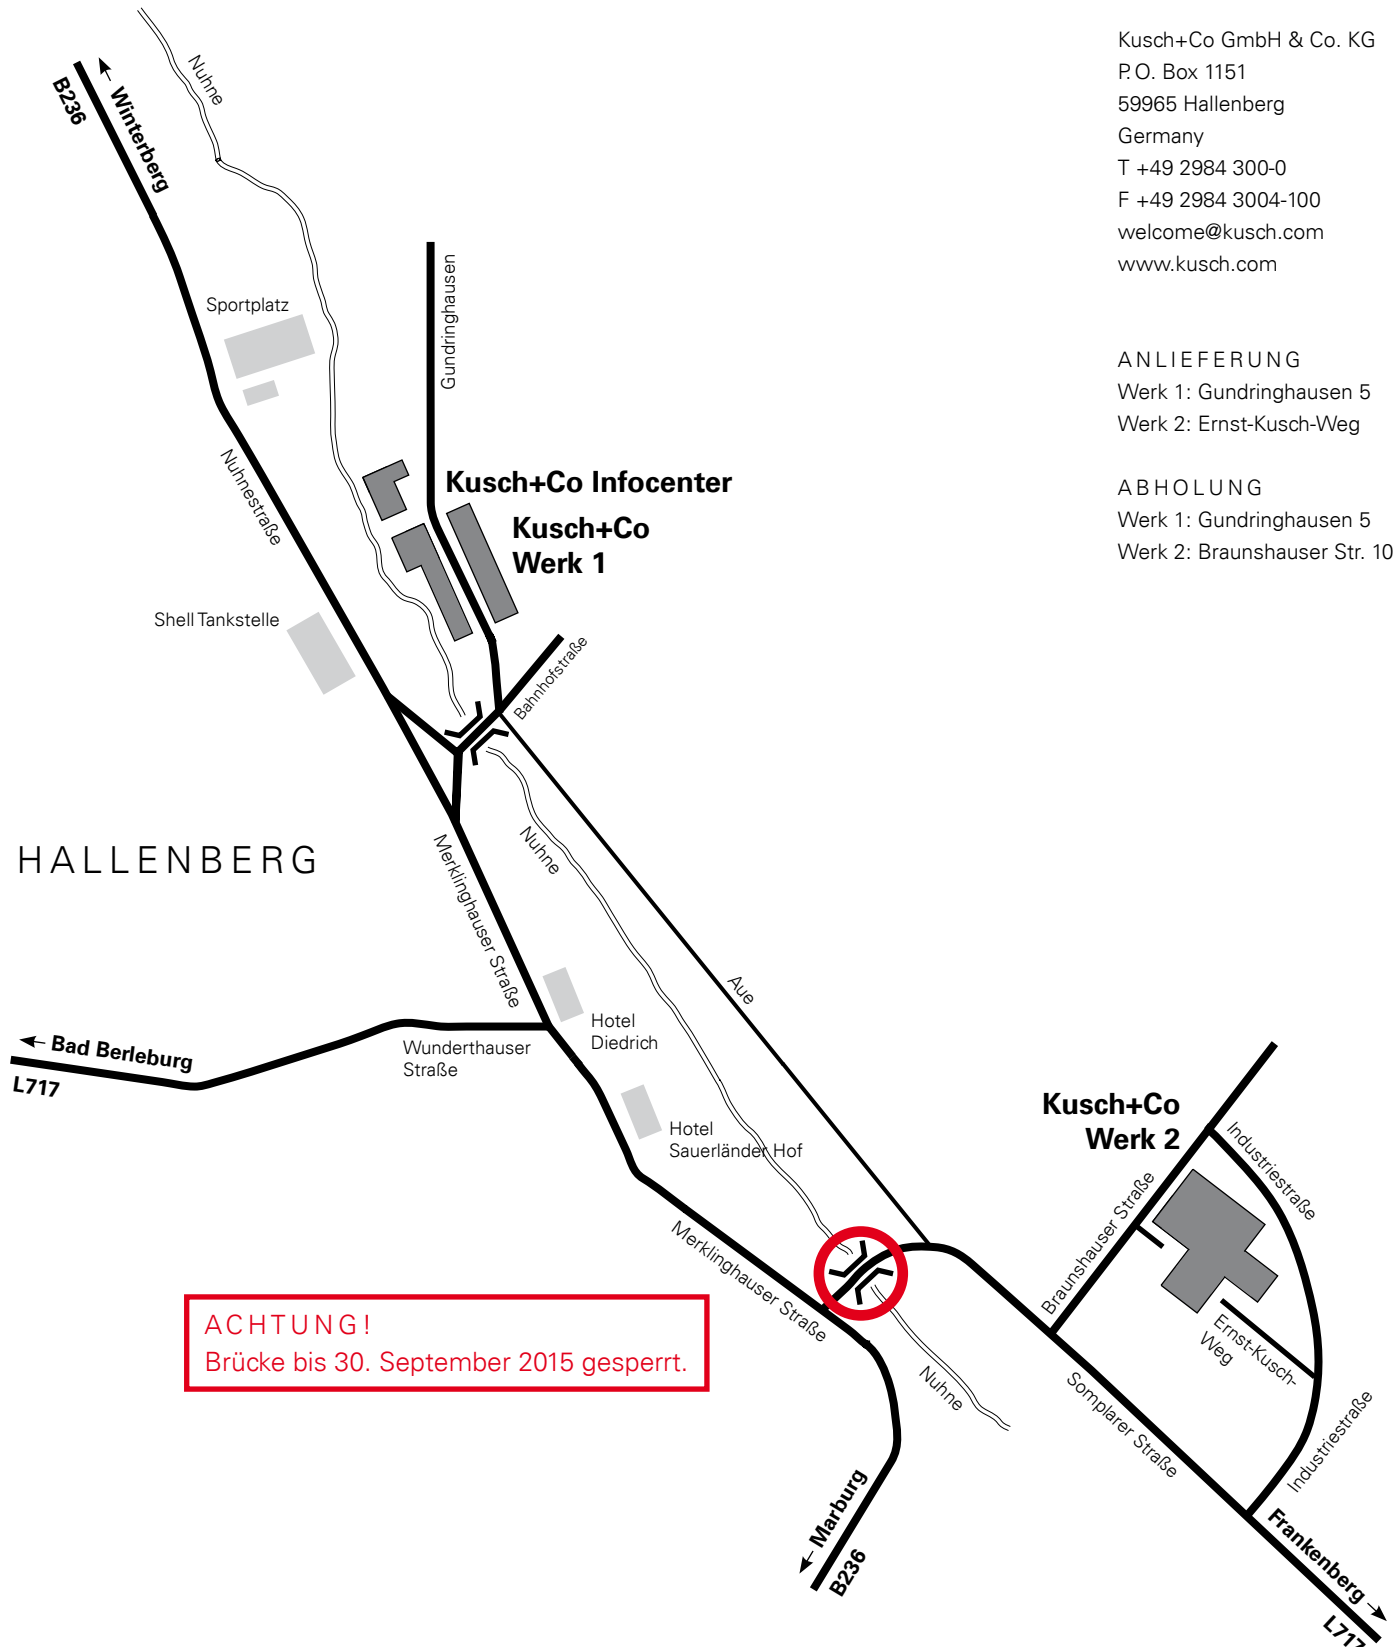 Kusch+Co GmbH & Co. KG
P.O. Box 1151
59965 Hallenberg
Germany
T +49 2984 300-0
F +49 2984 3004-100
welcome@kusch.com
www.kusch.com
ANLIEFERUNG
Werk 1: Gundringhausen 5
Werk 2: Ernst-Kusch-Weg
ABHOLUNG
Werk 1: Gundringhausen 5
Werk 2: Braunshauser Str. 10
Nuhne
Winterberg
B236
Gundringhausen
Sportplatz
Nuhnestraße
Kusch+Co Infocenter
Kusch+Co
Werk 1
Shell Tankstelle
Bahnhofstraße
HALLENBERG
Nuhne
Merklinghauser Straße
Aue
Hotel
Diedrich
Bad Berleburg
L717
Wunderthauser
Straße
Hotel
Sauerländer Hof
Kusch+Co
Werk 2
Industriestraße
Braunshauser Straße
Merklinghauser Straße
ACHTUNG!
Brücke bis 30. September 2015 gesperrt.
Ernst-Kusch-
Weg
Nuhne
Somplarer Straße
Industriestraße
Marburg
B236
Frankenberg
L717